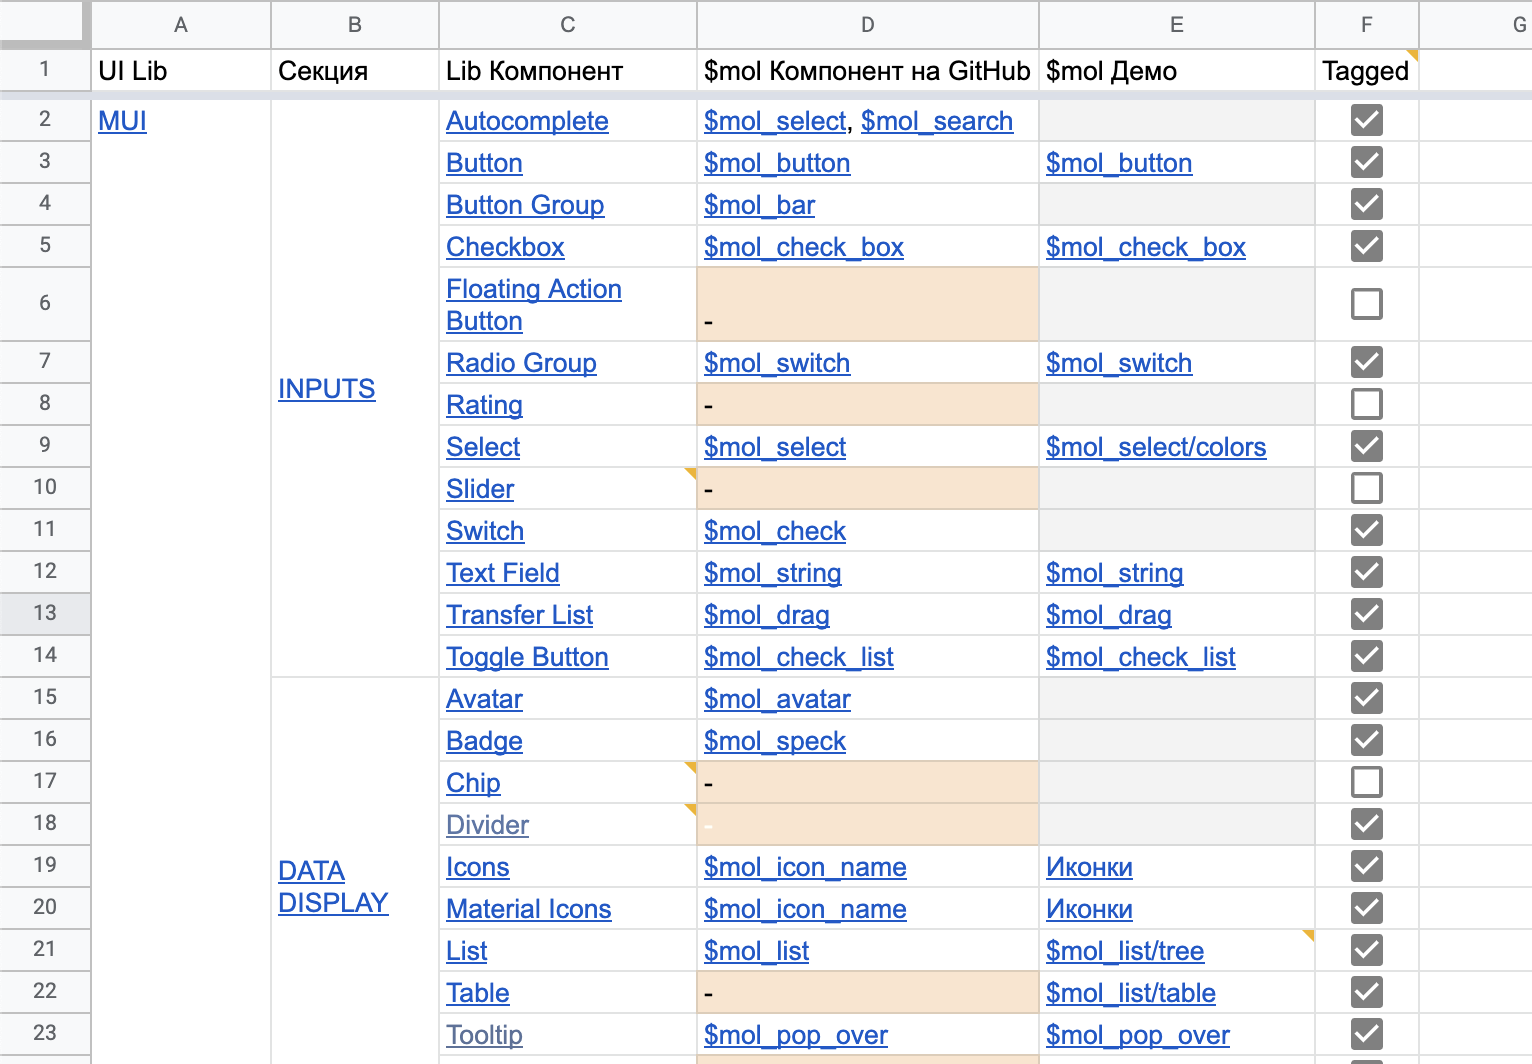 A B C D E F G
1 UI Lib Секция Lib Компонент $mol Компонент на GitHub $mol Демо Tagged
2 MUI Autocomplete $mol_select, $mol_search
3 Button $mol_button $mol_button
4 Button Group $mol_bar
5 Checkbox $mol_check_box $mol_check_box
6 Floating Action
Button -
7 Radio Group $mol_switch $mol_switch
INPUTS
8 Rating -
9 Select $mol_select $mol_select/colors
10 Slider -
11 Switch $mol_check
12 Text Field $mol_string $mol_string
13 Transfer List $mol_drag $mol_drag
14 Toggle Button $mol_check_list $mol_check_list
15 Avatar $mol_avatar
16 Badge $mol_speck
17 Chip -
18 Divider -
19 DATA Icons $mol_icon_name Иконки
20 DISPLAY Material Icons $mol_icon_name Иконки
21 List $mol_list $mol_list/tree
22 Table - $mol_list/table
23 Tooltip $mol_pop_over $mol_pop_over